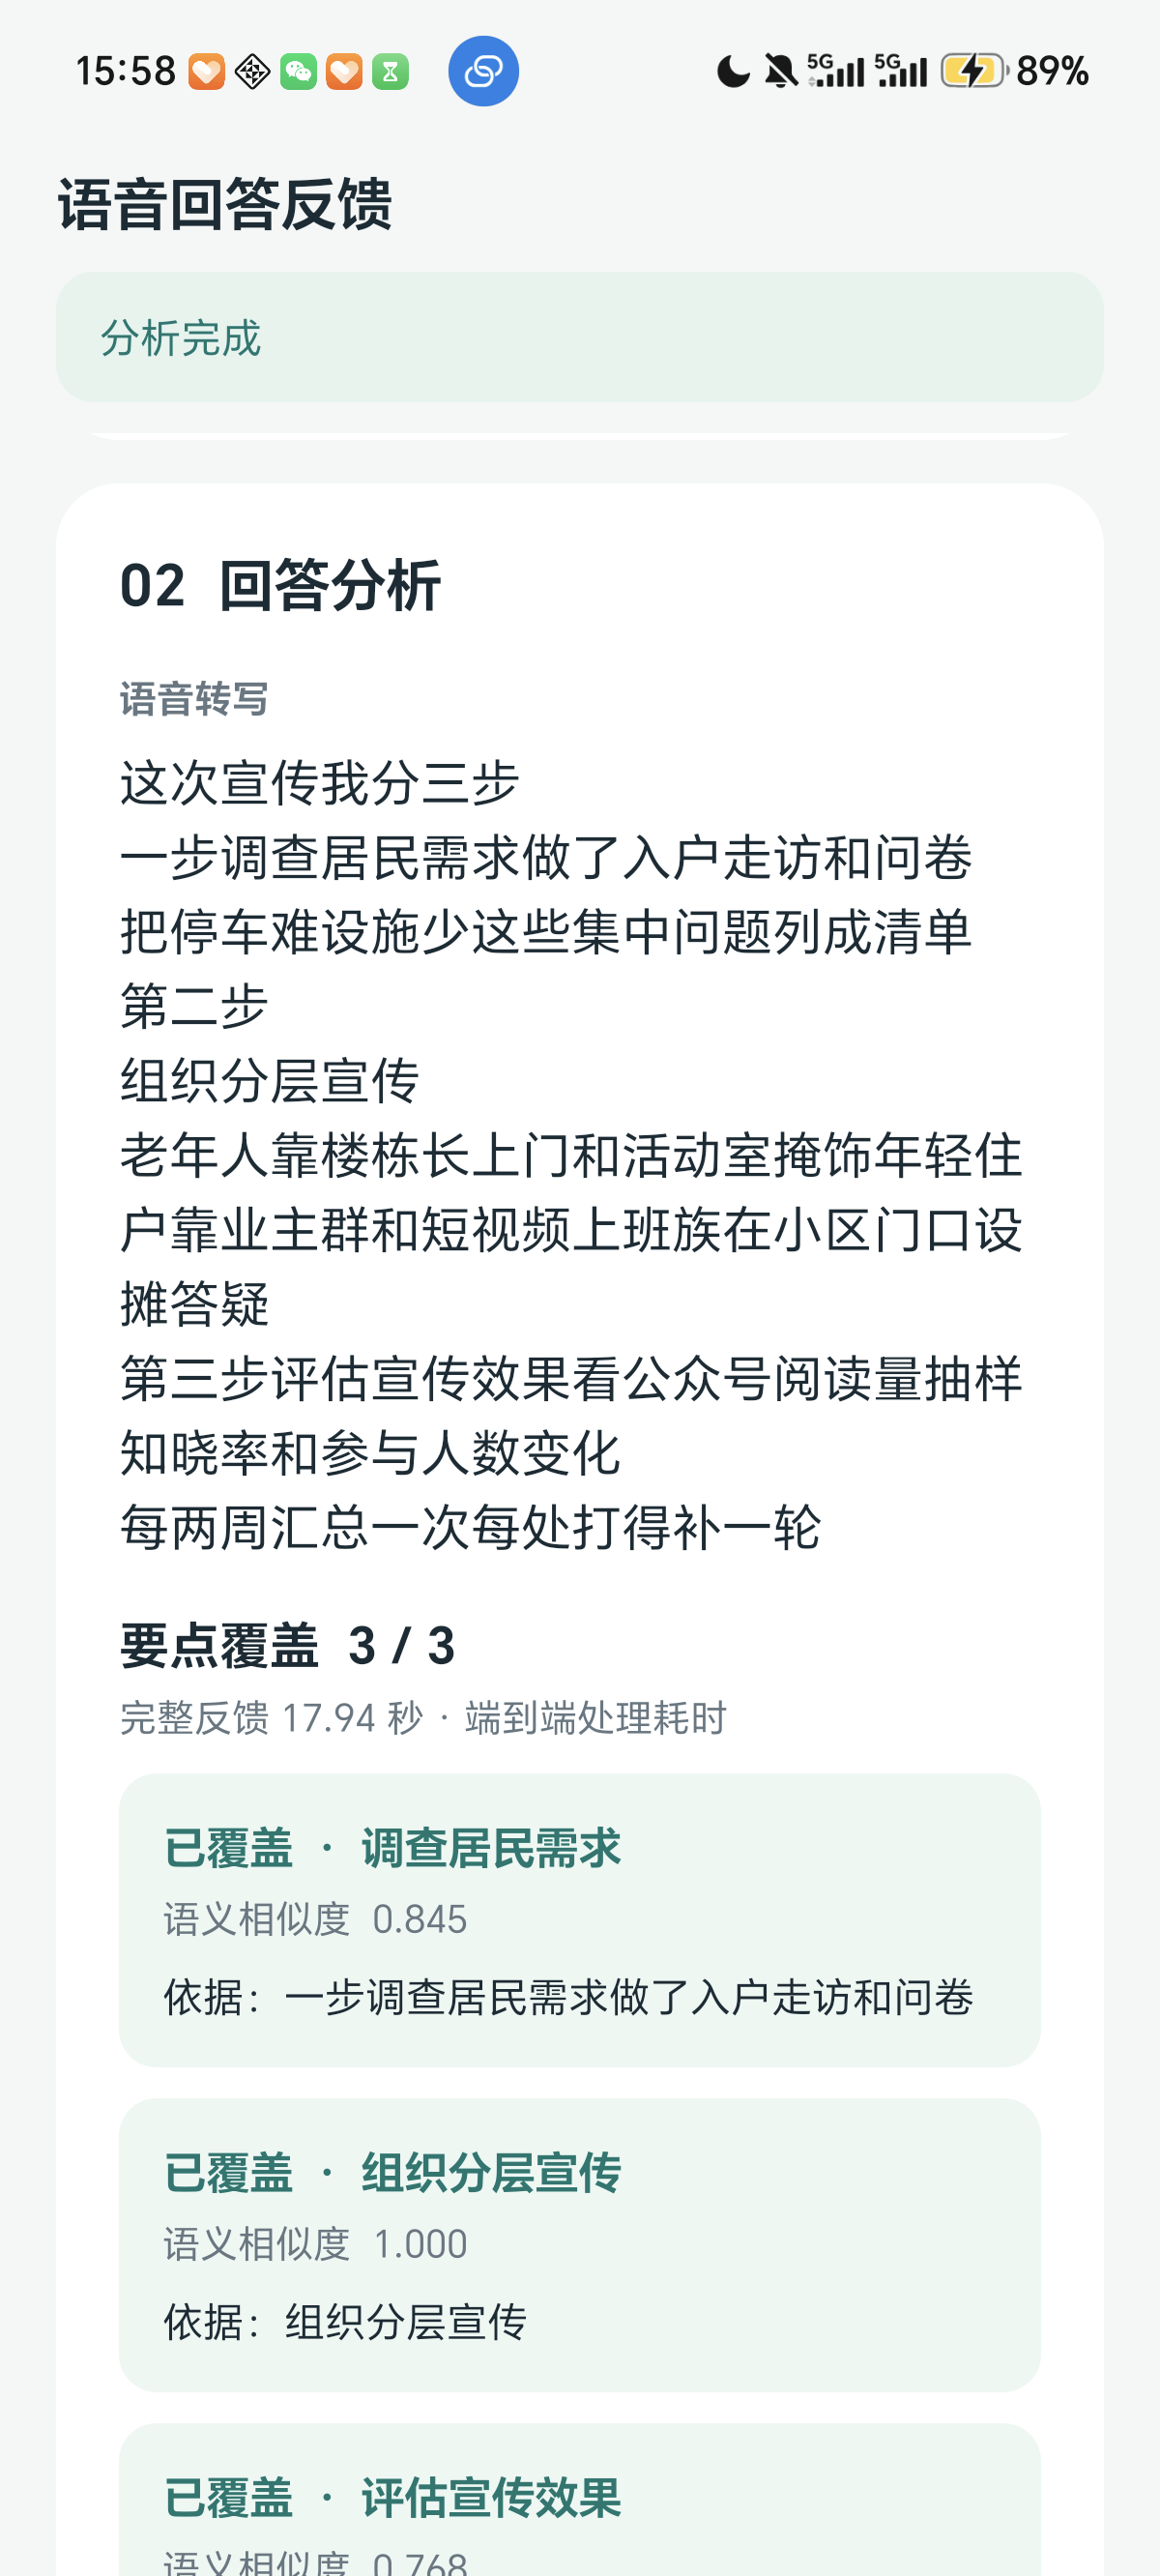 15:58
5G
5G
89%
语音回答反馈
分析完成
02 回答分析
语音转写
这次宣传我分三步
一步调查居民需求做了入户走访和问卷
把停车难设施少这些集中问题列成清单
第二步
组织分层宣传
老年人靠楼栋长上门和活动室掩饰年轻住
户靠业主群和短视频上班族在小区门口设
摊答疑
第三步评估宣传效果看公众号阅读量抽样
知晓率和参与人数变化
每两周汇总一次每处打得补一轮
要点覆盖 3 / 3
完整反馈 17.94 秒 · 端到端处理耗时
已覆盖 · 调查居民需求
语义相似度 0.845
依据：一步调查居民需求做了入户走访和问卷
已覆盖 · 组织分层宣传
语义相似度 1.000
依据：组织分层宣传
已覆盖 · 评估宣传效果
语义相似度 0.768